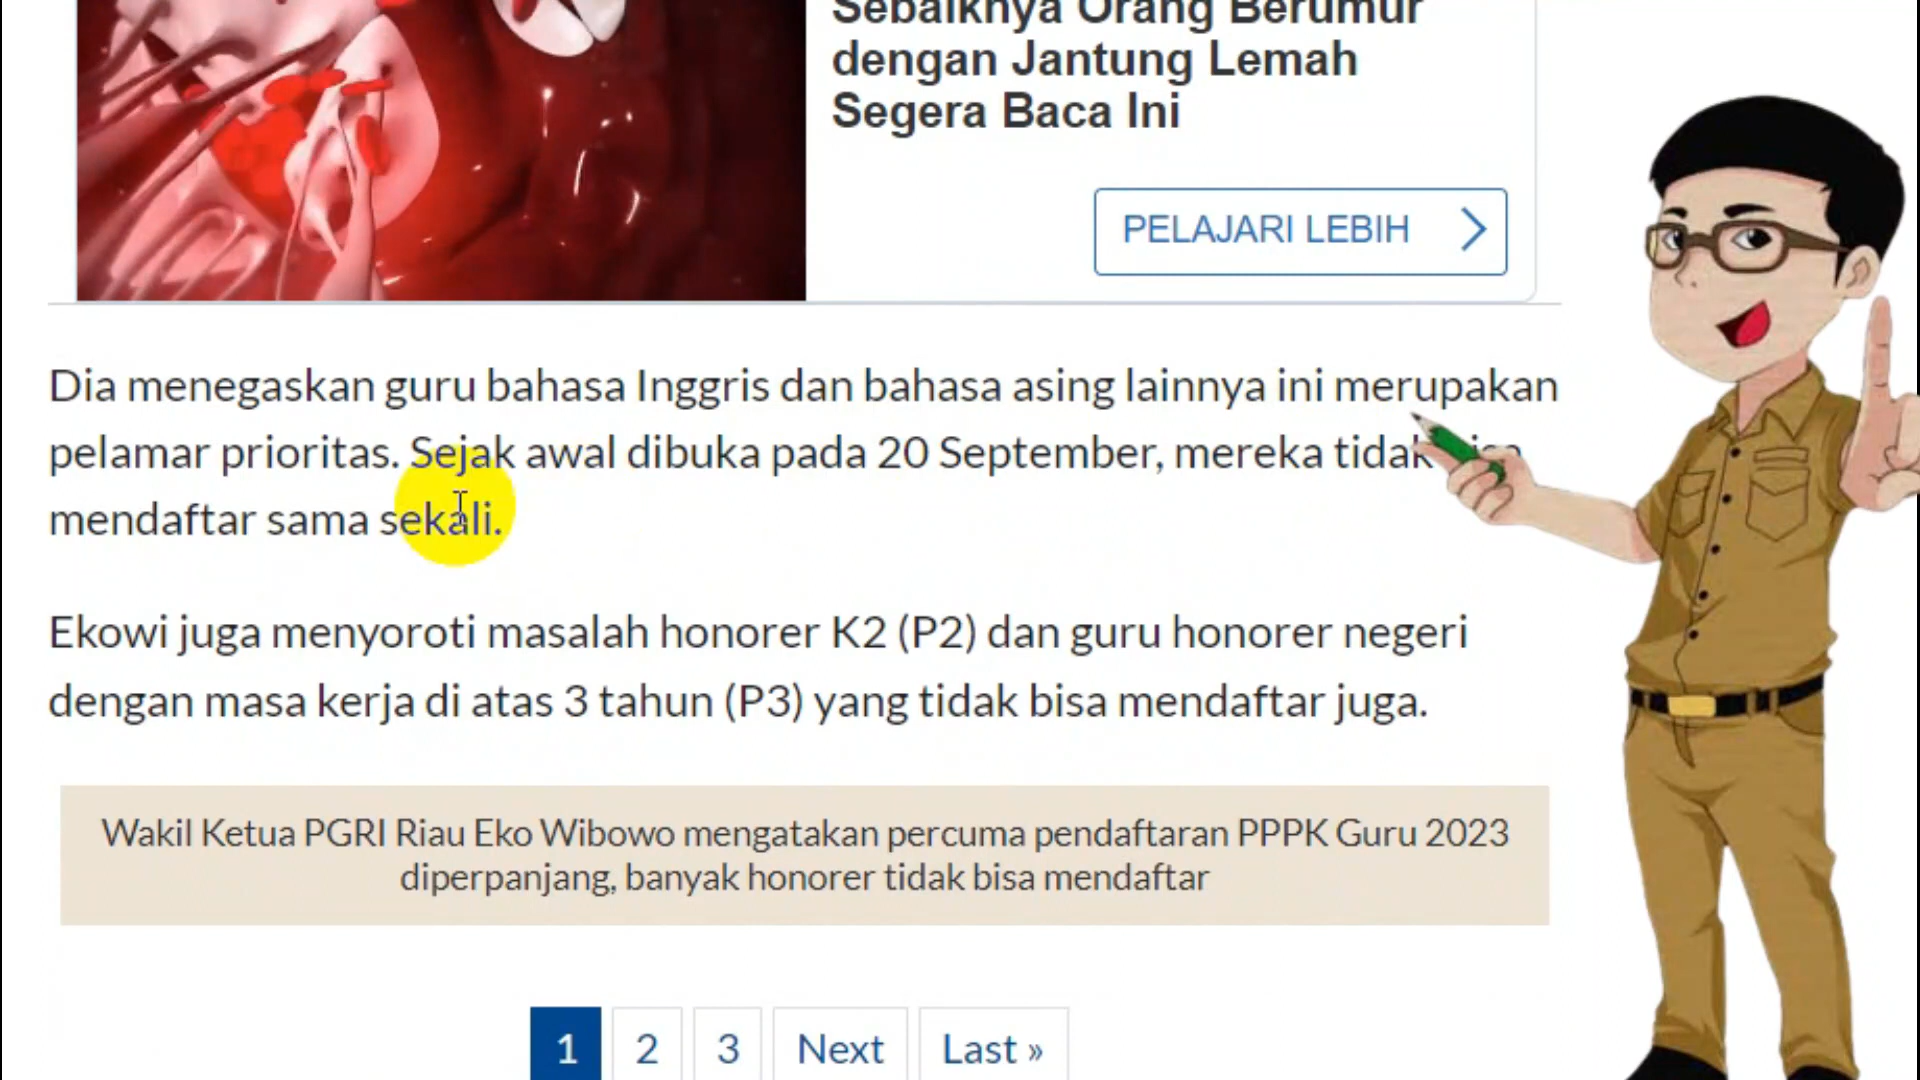 Sebaiknya Orang Berumur
dengan Jantung Lemah
Segera Baca Ini
PELAJARI LEBIH
Dia menegaskan guru bahasa Inggris dan bahasa asing lainnya ini merupakan
pelamar prioritas. Sejak awal dibuka pada 20 September, mereka tidak
mendaftar sama sekali.
Ekowi juga menyoroti masalah honorer K2 (P2) dan guru honorer negeri
dengan masa kerja di atas 3 tahun (P3) yang tidak bisa mendaftar juga.
Wakil Ketua PGRI Riau Eko Wibowo mengatakan percuma pendaftaran PPPK Guru 2023
diperpanjang, banyak honorer tidak bisa mendaftar
1 2 3 Next Last »